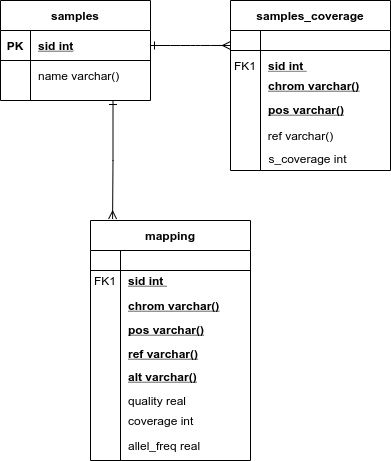 samples
PK sid int
name varchar()
samples_coverage
FK1 sid int
chrom varchar()
pos varchar()
ref varchar()
s_coverage int
mapping
FK1 sid int
chrom varchar()
pos varchar()
ref varchar()
alt varchar()
quality real
coverage int
allel_freq real